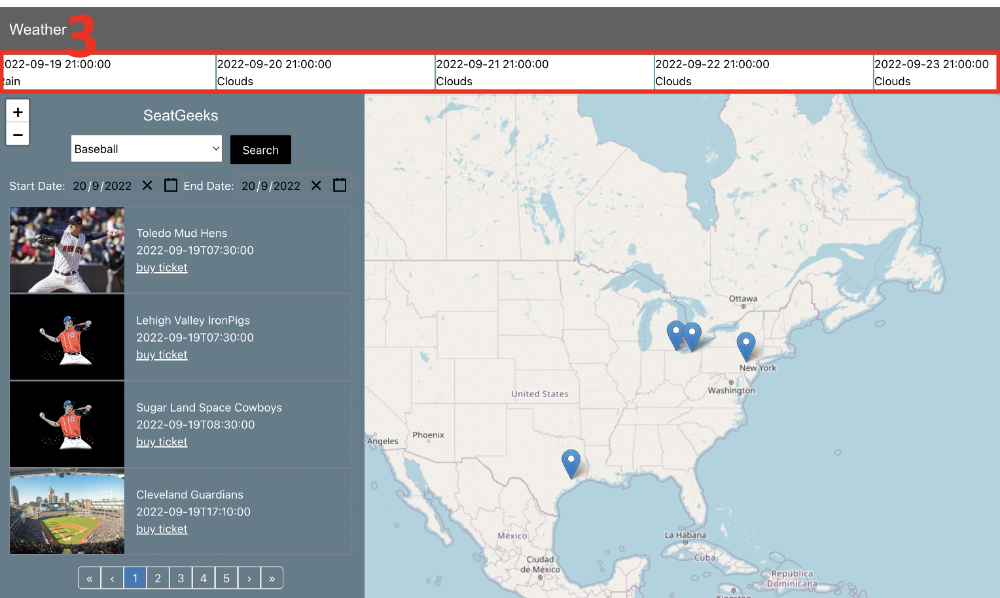 Weather
3
2022-09-19 21:00:00
Rain
2022-09-20 21:00:00
Clouds
2022-09-21 21:00:00
Clouds
2022-09-22 21:00:00
Clouds
2022-09-23 21:00:00
Clouds
+
−
SeatGeeks
Baseball
Search
Start Date: 20/9/2022 End Date: 20/9/2022
Toledo Mud Hens
2022-09-19T07:30:00
buy ticket
Lehigh Valley IronPigs
2022-09-19T07:30:00
buy ticket
Sugar Land Space Cowboys
2022-09-19T08:30:00
buy ticket
Cleveland Guardians
2022-09-19T17:10:00
buy ticket
« ‹ 1 2 3 4 5 › »
Ottawa
New York
Washington
United States
Phoenix
Angeles
México
La Habana
Cuba
Ciudad
de México
República
Dominicana
Kingston